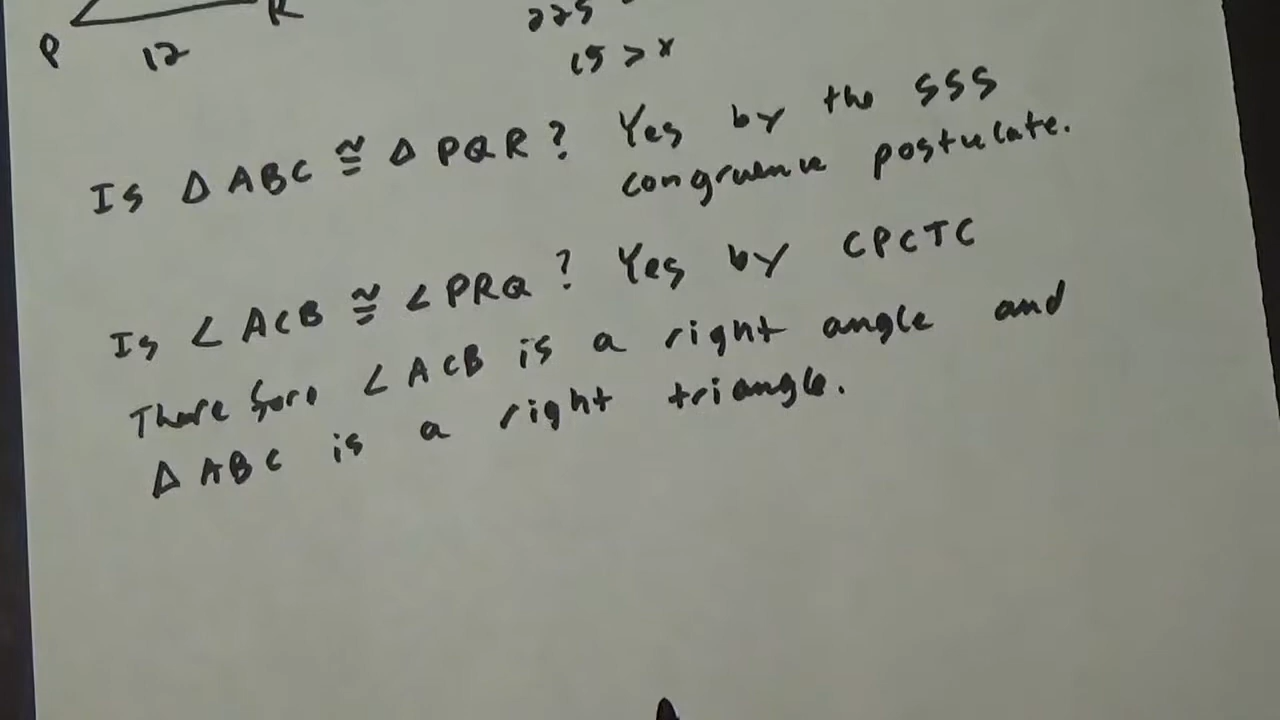 P
12
R
225
15 > x
Is △ ABC ≅ △ PQR? Yes by the SSS
congruence postulate.
Is ∠ ACB ≅ ∠ PRQ? Yes by CPCTC
Therefore ∠ ACB is a right angle and
△ ABC is a right triangle.